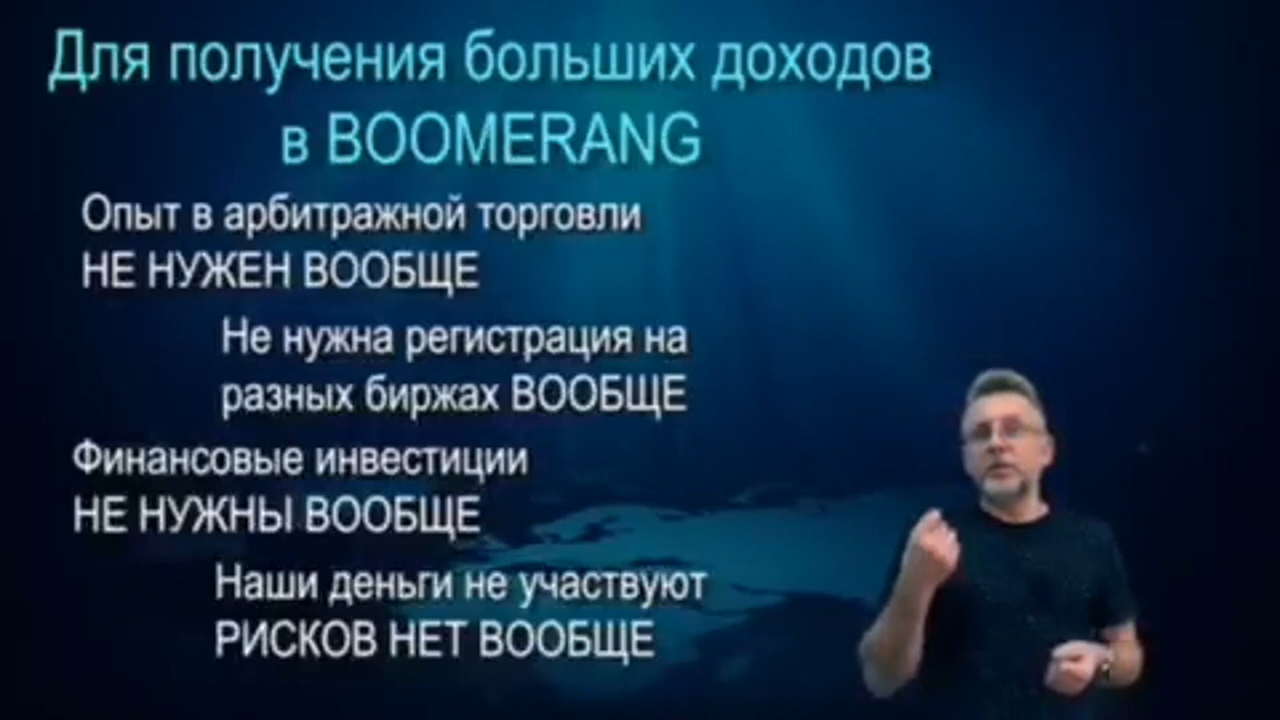 Для получения больших доходов
в BOOMERANG
Опыт в арбитражной торговли
НЕ НУЖЕН ВООБЩЕ
Не нужна регистрация на
разных биржах ВООБЩЕ
Финансовые инвестиции
НЕ НУЖНЫ ВООБЩЕ
Наши деньги не участвуют
РИСКОВ НЕТ ВООБЩЕ